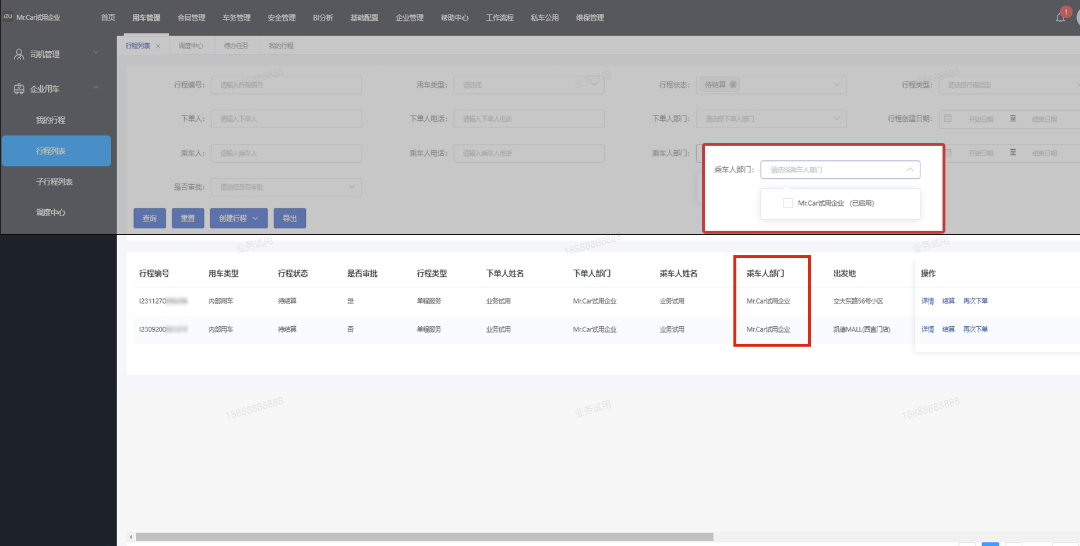 Mr.Car试用企业 首页 用车管理 合同管理 车务管理 安全管理 BI分析 基础配置 企业管理 帮助中心 工作流程 私车公用 维保管理 1
行程列表 × 调度中心 待办任务 我的行程
司机管理
企业用车
我的行程
行程列表
子行程列表
调度中心
行程编号: 请输入行程编号 用车类型: 请选择 行程状态: 待结算 行程类型:
下单人: 请输入下单人 下单人电话: 请输入下单人电话 下单人部门: 请选择下单人部门 行程创建日期: 开始日期 至 结束日期
乘车人: 请输入乘车人 乘车人电话: 请输入乘车人电话 乘车人部门: 开始日期 至 结束日期
乘车人部门: 请选择乘车人部门
是否审批: 请选择是否审批
Mr.Car试用企业 (已启用)
查询 重置 创建行程 导出
业务试用 18888888888 业务试用
行程编号 用车类型 行程状态 是否审批 行程类型 下单人姓名 下单人部门 乘车人姓名 乘车人部门 出发地 操作
I2311270 内部用车 待结算 是 单程服务 业务试用 Mr.Car试用企业 业务试用 Mr.Car试用企业 交大东路56号小区 详情 结算 再次下单
I2309200 内部用车 待结算 否 单程服务 业务试用 Mr.Car试用企业 业务试用 Mr.Car试用企业 凯德MALL(西直门店) 详情 结算 再次下单
18888888888 业务试用 18888888888